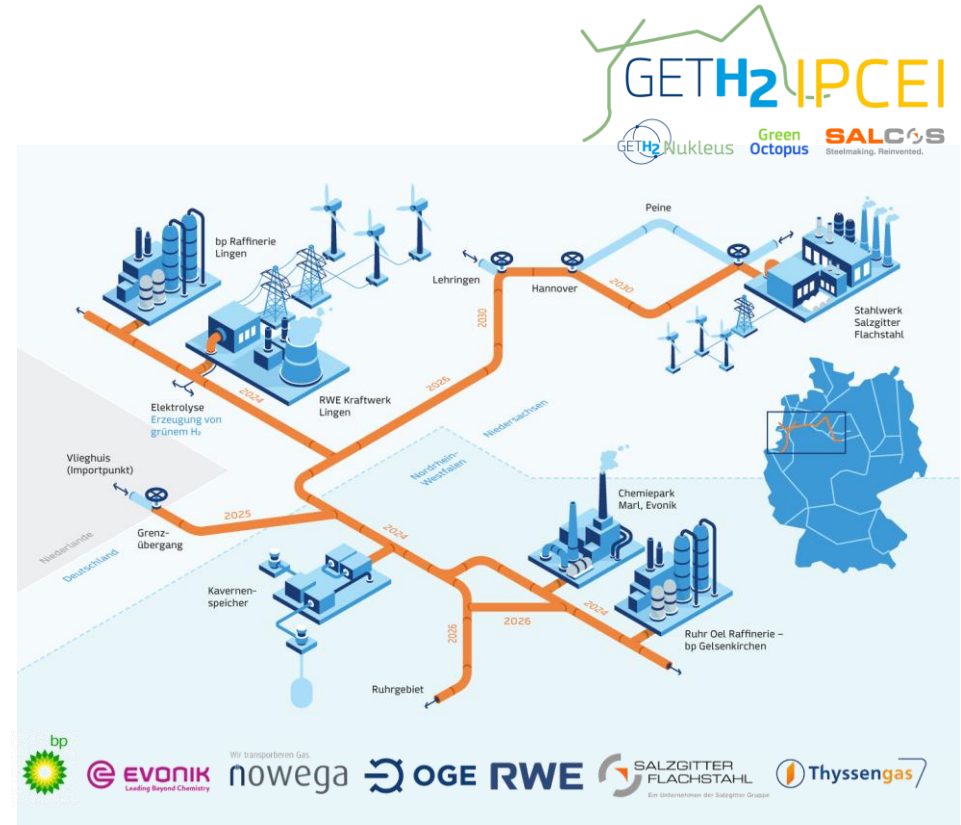 GETH2 IPCEI
GETH2 Nukleus
Green
Octopus
SALCOS
Steelmaking. Reinvented.
bp Raffinerie
Lingen
Peine
Lehringen
Hannover
2030
2030
Stahlwerk
Salzgitter
Flachstahl
2026
2024
RWE Kraftwerk
Lingen
Elektrolyse
Erzeugung von
grünem H₂
Niedersachsen
Nordrhein-
Westfalen
Vlieghuis
(Importpunkt)
Chemiepark
Marl, Evonik
2025
Grenz-
übergang
Niederlande
Deutschland
2024
Kavernen-
speicher
2024
2026
2026
Ruhr Oel Raffinerie –
bp Gelsenkirchen
Ruhrgebiet
bp
EVONIK
Leading Beyond Chemistry
Wir transportieren Gas.
nowega
OGE
RWE
SALZGITTER
FLACHSTAHL
Ein Unternehmen der Salzgitter Gruppe
Thyssengas